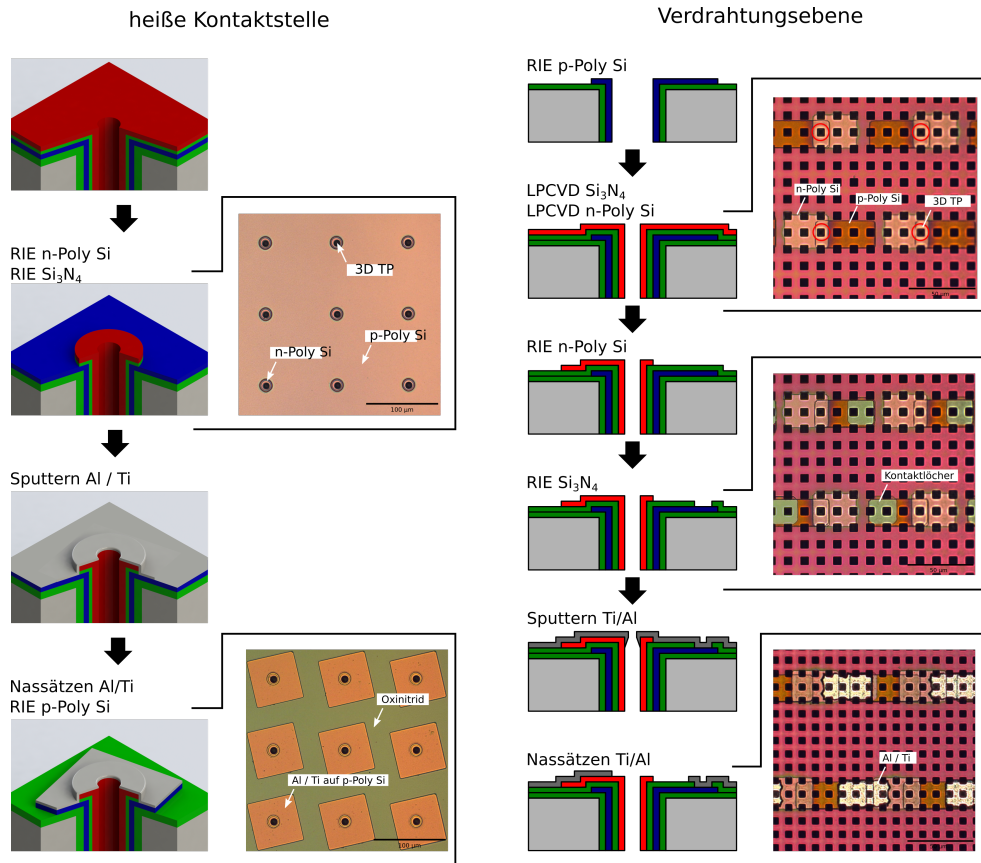 heiße Kontaktstelle
RIE n-Poly Si
RIE Si₃N₄
3D TP
p-Poly Si
n-Poly Si
100 µm
Sputtern Al / Ti
Nassätzen Al/Ti
RIE p-Poly Si
Oxinitrid
Al / Ti auf p-Poly Si
100 µm
Verdrahtungsebene
RIE p-Poly Si
LPCVD Si₃N₄
LPCVD n-Poly Si
n-Poly Si
p-Poly Si
3D TP
50 µm
RIE n-Poly Si
RIE Si₃N₄
Kontaktlöcher
50 µm
Sputtern Ti/Al
Nassätzen Ti/Al
Al / Ti